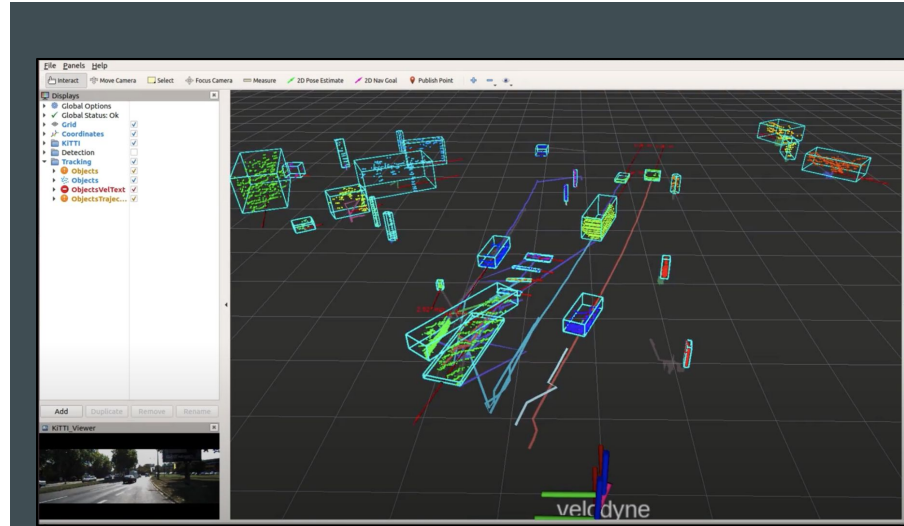 File Panels Help
Interact Move Camera Select Focus Camera Measure 2D Pose Estimate 2D Nav Goal Publish Point
Displays
Global Options
Global Status: Ok
Grid
Coordinates
KITTI
Detection
Tracking
Objects
Objects
ObjectsVelText
ObjectsTrajec...
Add Duplicate Remove Rename
KITTI_Viewer
velodyne